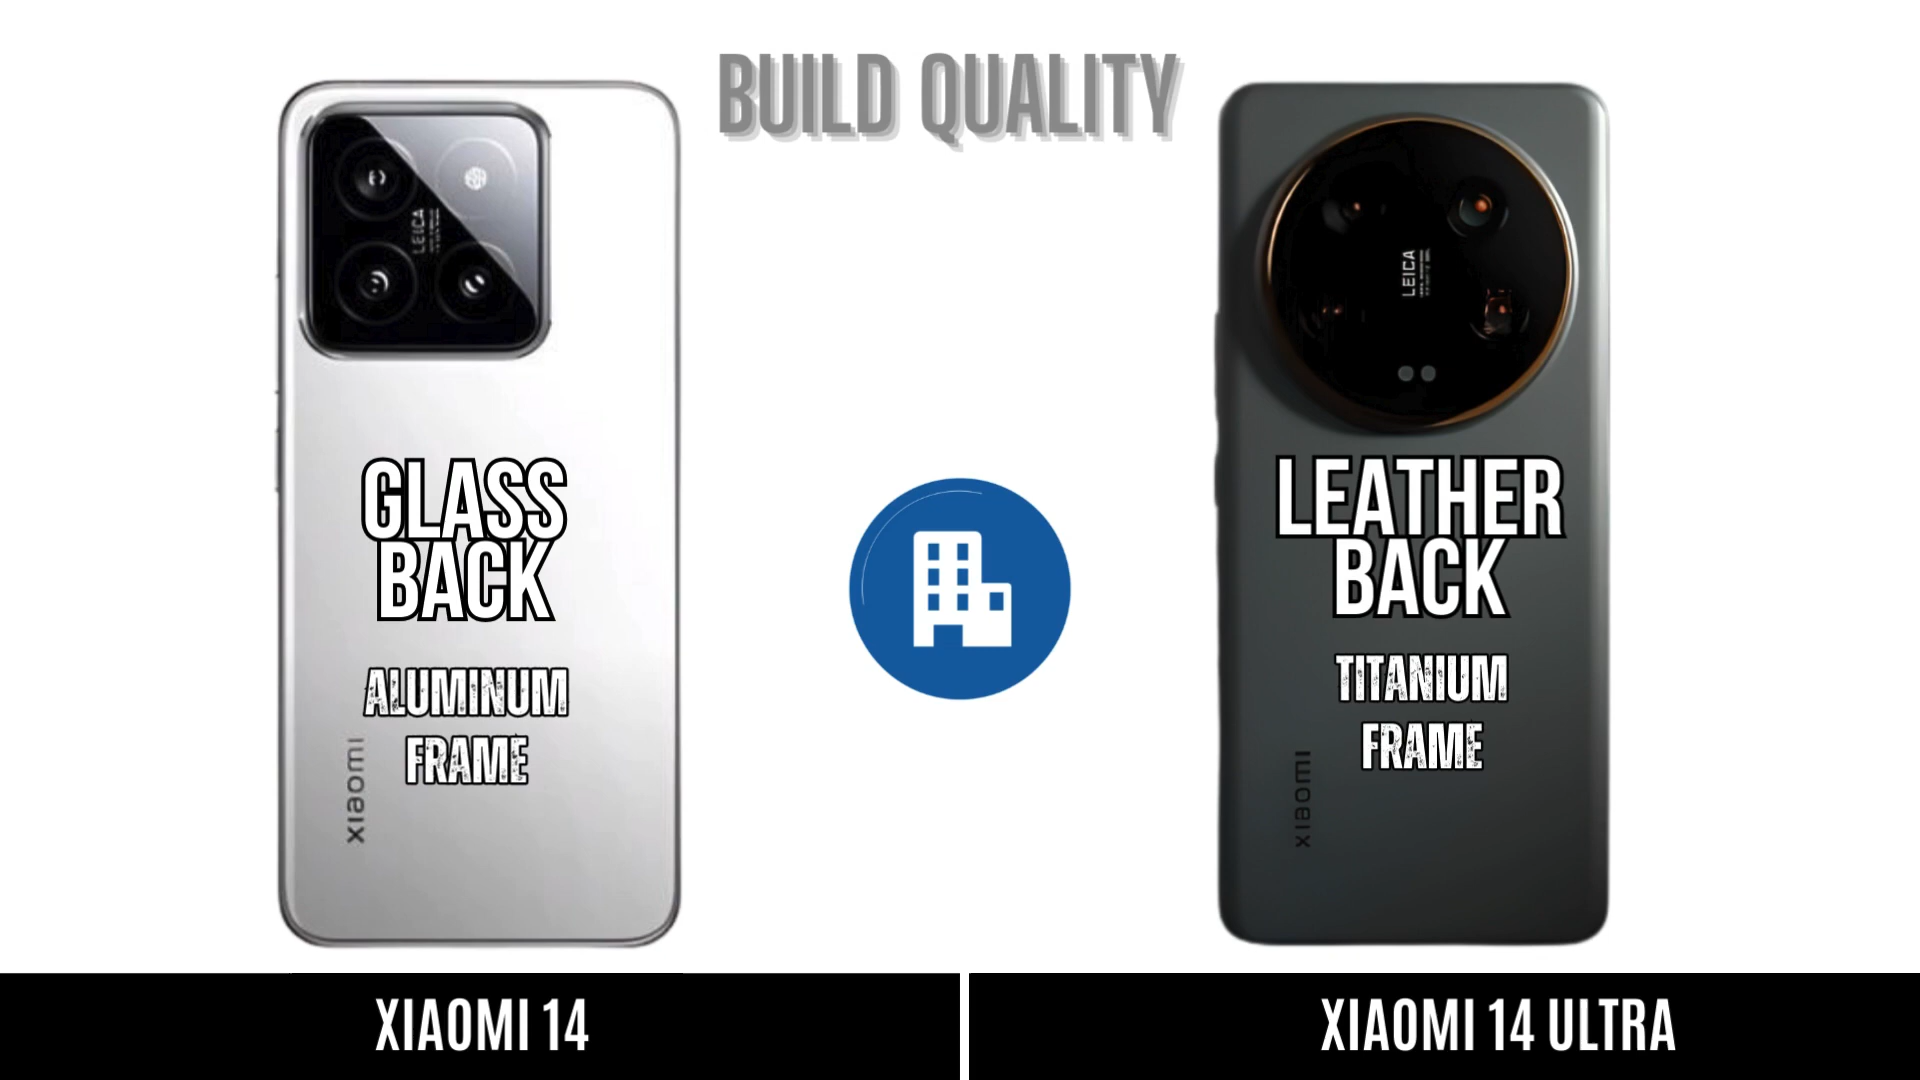 BUILD QUALITY
LEICA
GLASS
BACK
ALUMINUM
FRAME
xiaomi
LEICA
LEATHER
BACK
TITANIUM
FRAME
xiaomi
XIAOMI 14
XIAOMI 14 ULTRA